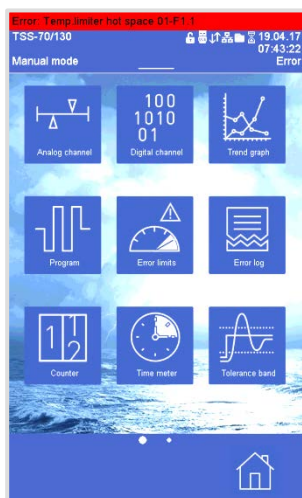 Error: Temp.limiter hot space 01-F1.1
TSS-70/130 19.04.17
07:43:22
Manual mode Error
100
1010
01
Analog channel Digital channel Trend graph
Program Error limits Error log
1 1
2
Counter Time meter Tolerance band